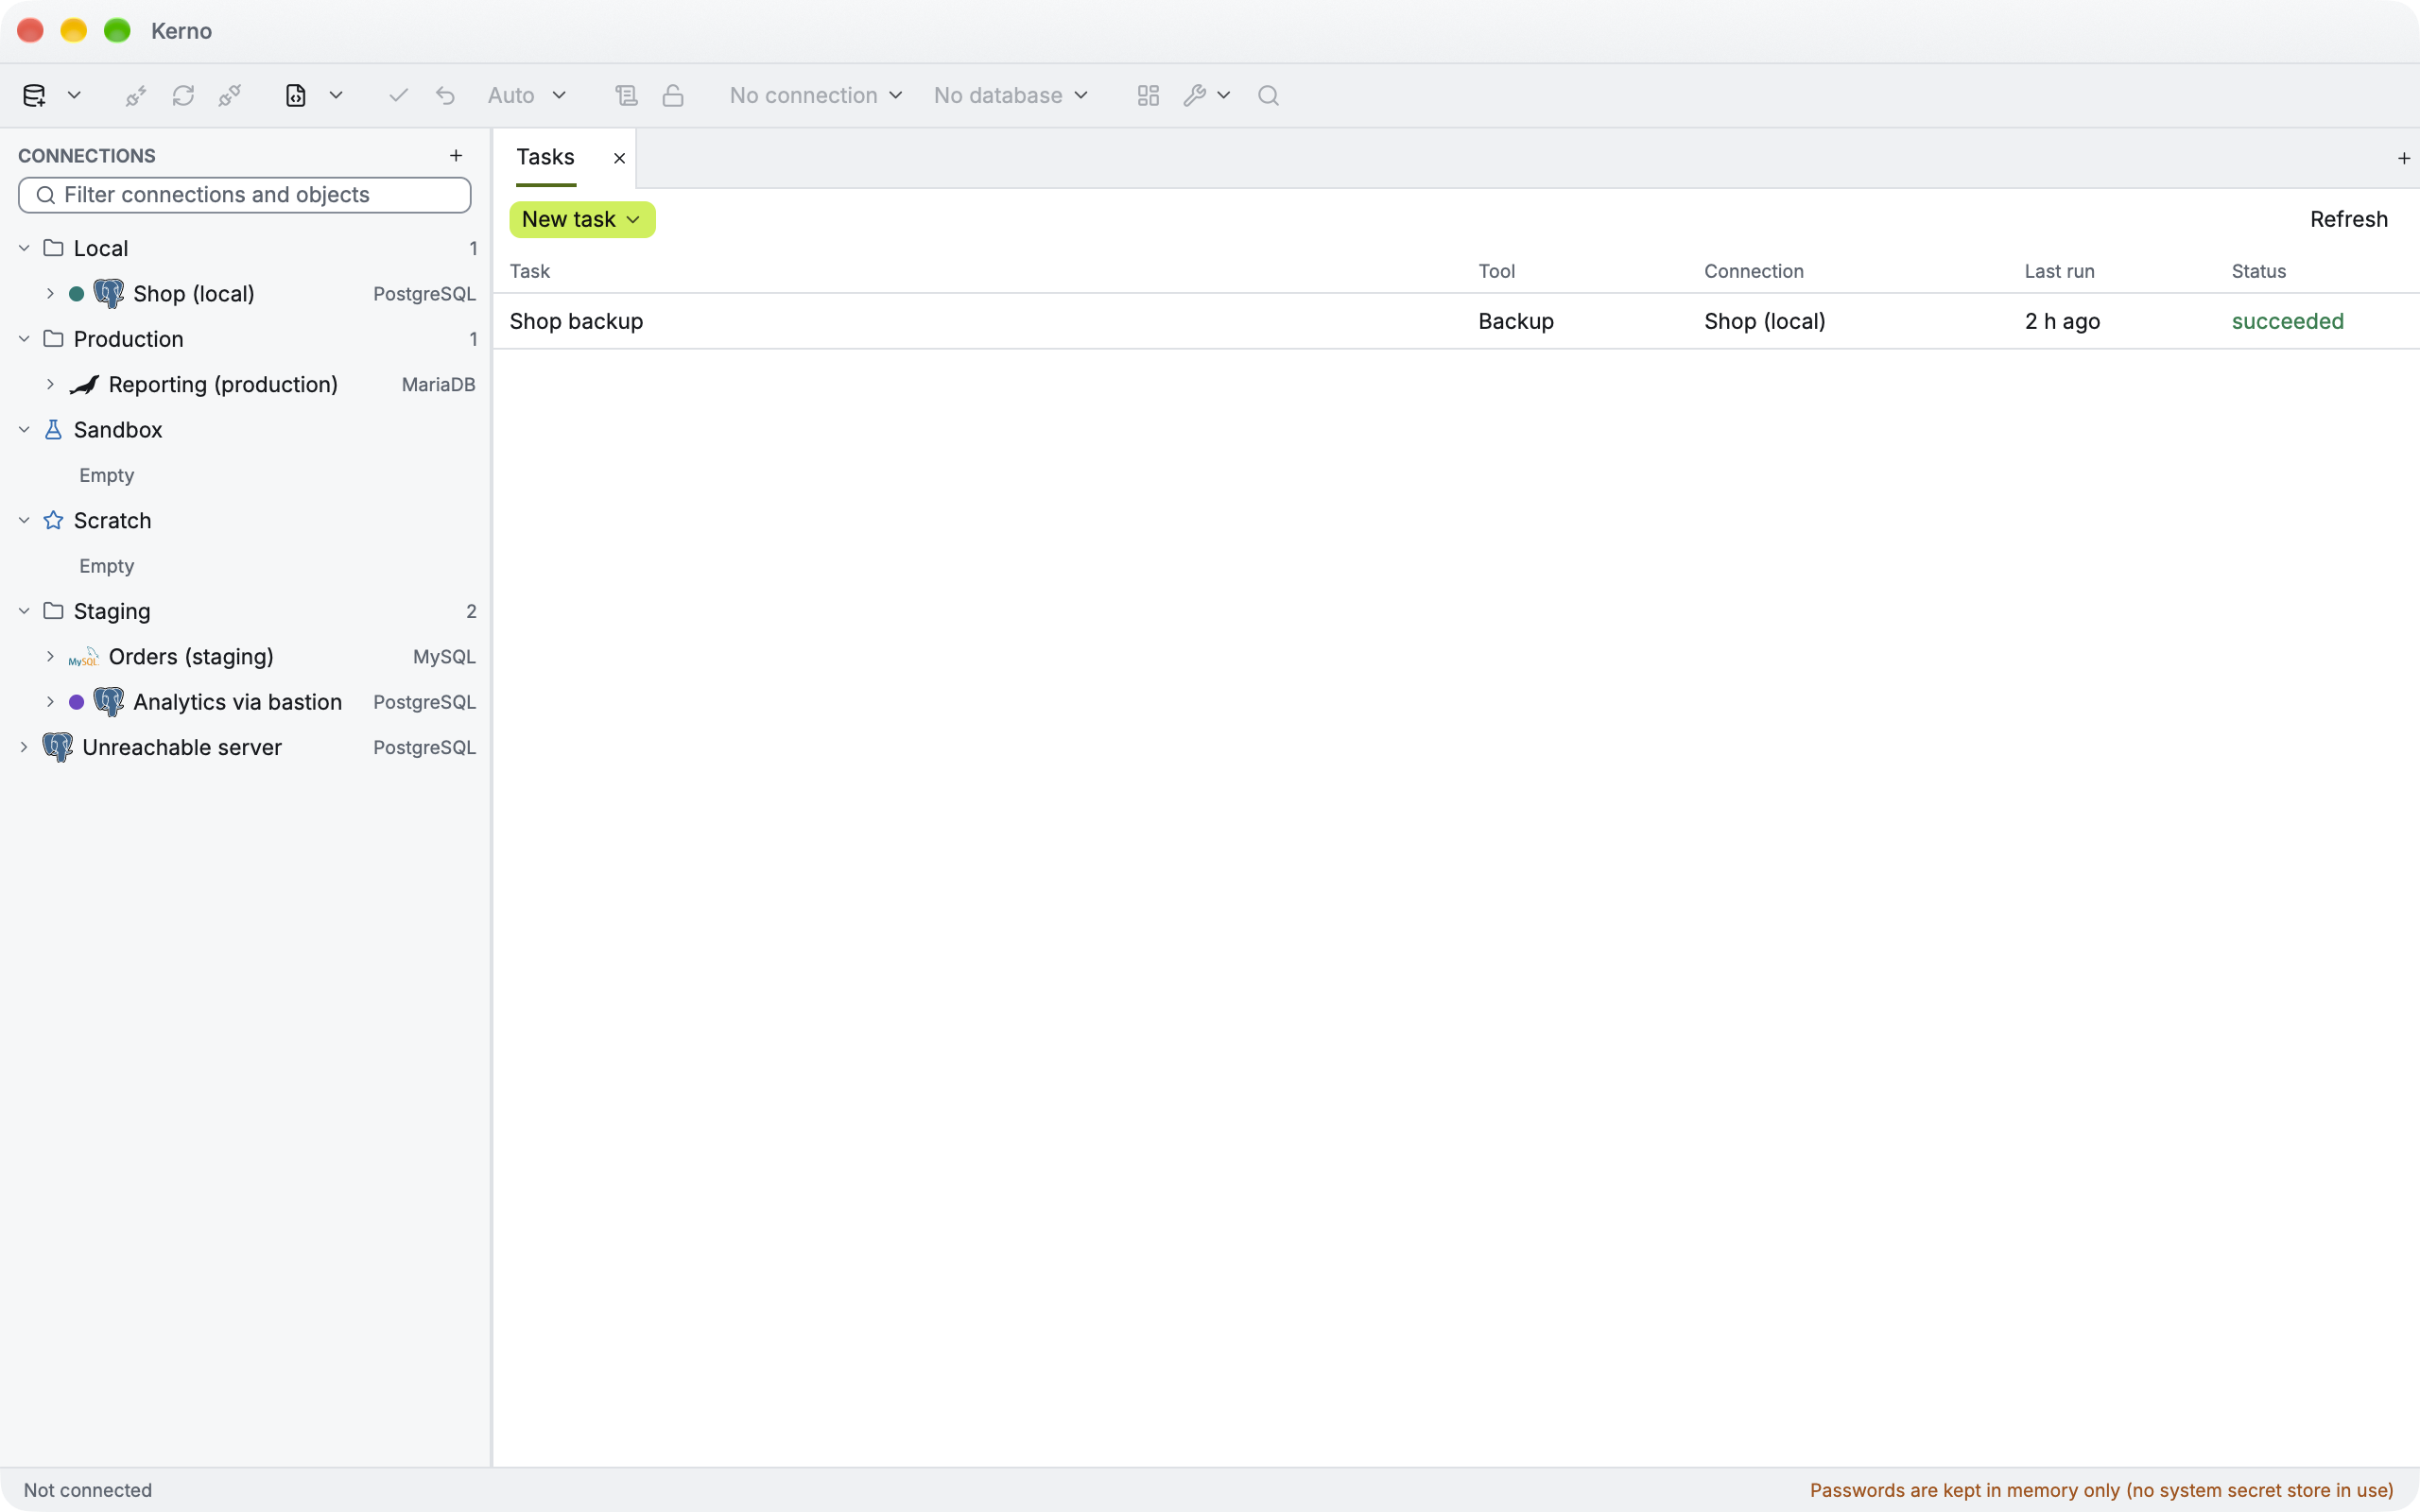 Kerno
Auto
No connection
No database
CONNECTIONS
Filter connections and objects
Local 1
Shop (local) PostgreSQL
Production 1
Reporting (production) MariaDB
Sandbox
Empty
Scratch
Empty
Staging 2
MySQL Orders (staging) MySQL
Analytics via bastion PostgreSQL
Unreachable server PostgreSQL
Tasks
New task
Refresh
Task Tool Connection Last run Status
Shop backup Backup Shop (local) 2 h ago succeeded
Not connected
Passwords are kept in memory only (no system secret store in use)